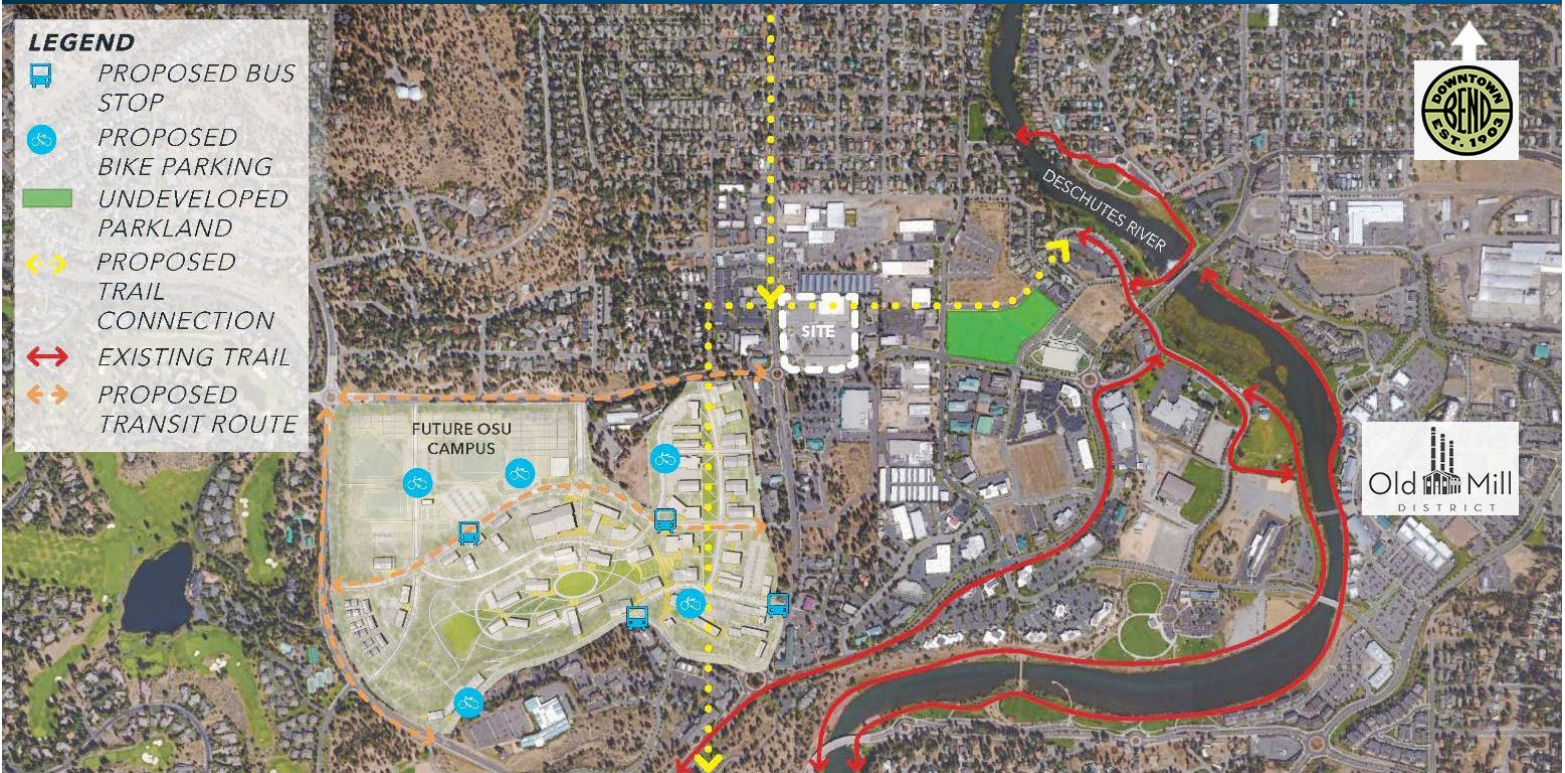 LEGEND
PROPOSED BUS
STOP
PROPOSED
BIKE PARKING
UNDEVELOPED
PARKLAND
PROPOSED
TRAIL
CONNECTION
EXISTING TRAIL
PROPOSED
TRANSIT ROUTE
DOWNTOWN
BEND
EST. 1903
DESCHUTES RIVER
SITE
FUTURE OSU
CAMPUS
Old Mill
DISTRICT